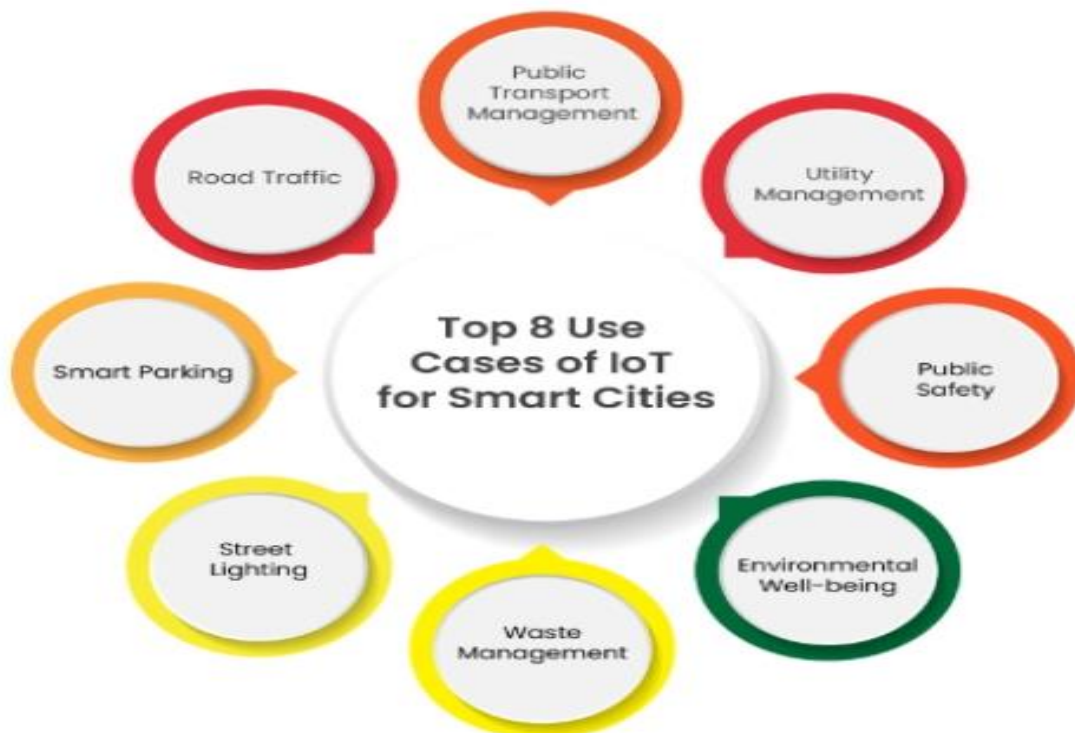 Top 8 Use
Cases of IoT
for Smart Cities
Public
Transport
Management
Utility
Management
Public
Safety
Environmental
Well-being
Waste
Management
Street
Lighting
Smart Parking
Road Traffic